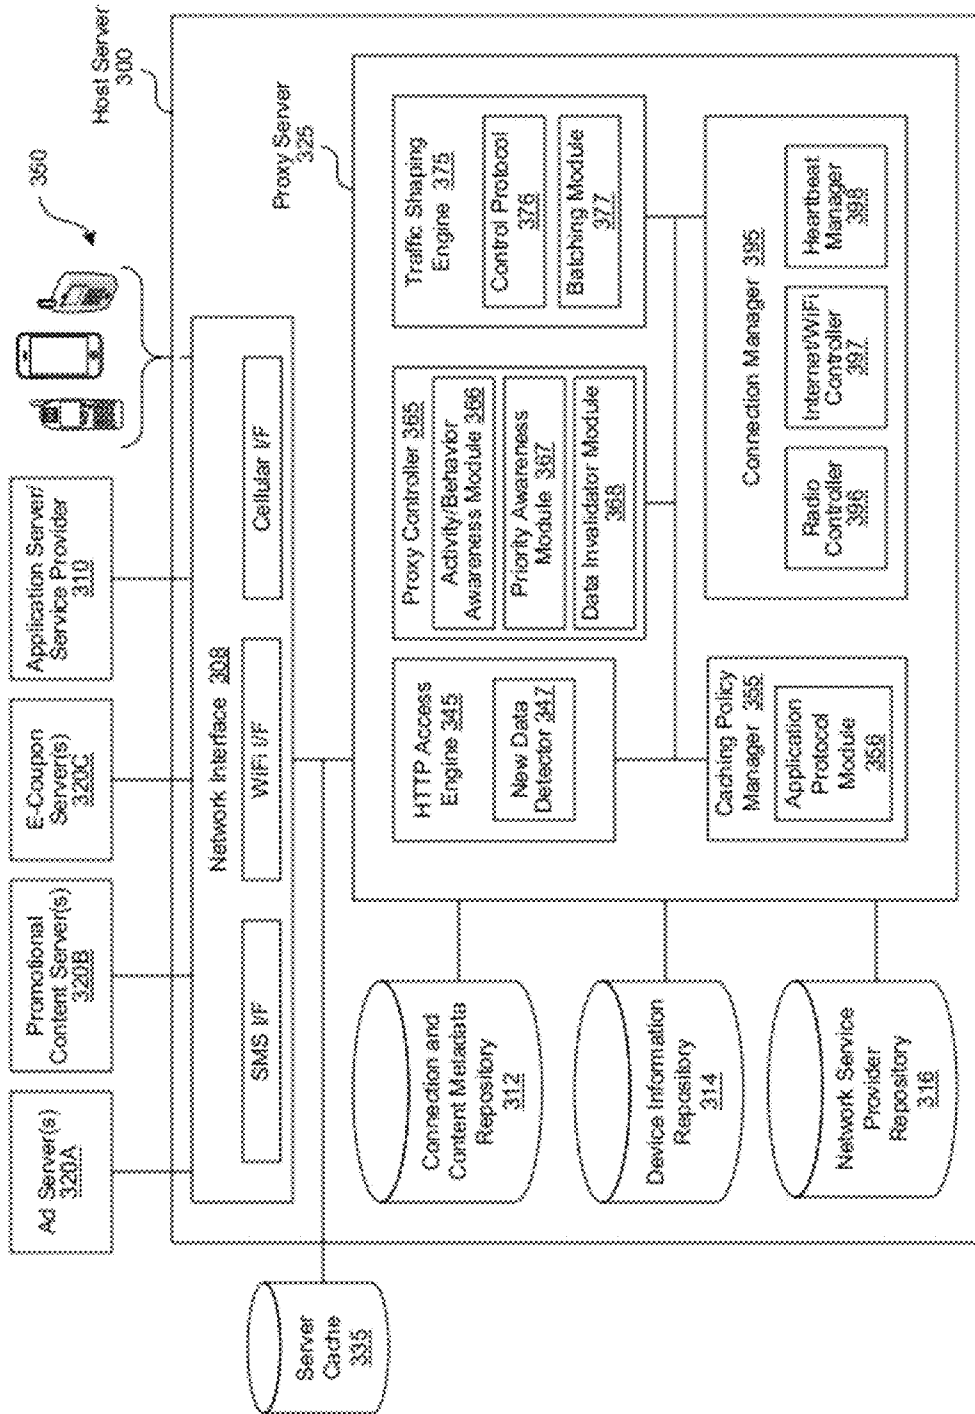 Ad Server(s)
320A
Promotional
Content Server(s)
320B
E-Coupon
Server(s)
320C
Application Server/
Service Provider
310
350
Host Server
300
Server
Cache
335
Network Interface 308
SMS I/F
WiFi I/F
Cellular I/F
Proxy Server
325
Connection and
Content Metadata
Repository
312
Device Information
Repository
314
Network Service
Provider
Repository
316
HTTP Access
Engine 345
New Data
Detector 347
Proxy Controller 365
Activity/Behavior
Awareness Module 366
Priority Awareness
Module 367
Data Invalidator Module
368
Traffic Shaping
Engine 375
Control Protocol
376
Batching Module
377
Caching Policy
Manager 355
Application
Protocol
Module
356
Connection Manager 395
Radio
Controller
396
Internet/WiFi
Controller
397
Heartbeat
Manager
398